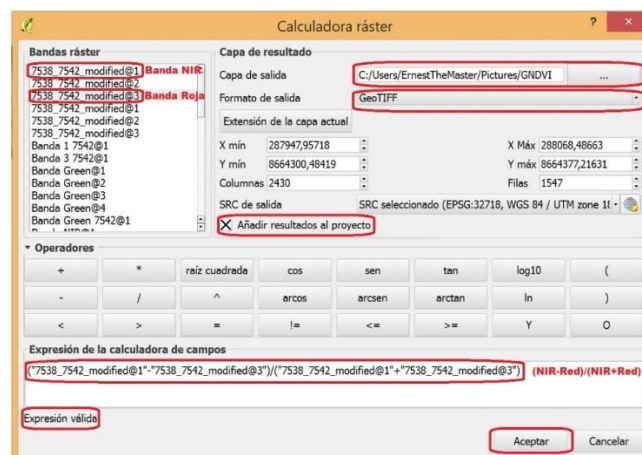 Calculadora ráster
?
Bandas ráster
7538_7542_modified@1 Banda NIR
7538_7542_modified@2
7538_7542_modified@3 Banda Roja
7538_7542_modified@1
7538_7542_modified@2
7538_7542_modified@3
Banda 1 7542@1
Banda 3 7542@1
Banda Green@1
Banda Green@2
Banda Green@3
Banda Green@4
Banda Green 7542@1
Capa de resultado
Capa de salida C:/Users/ErnestTheMaster/Pictures/GNDVI ...
Formato de salida GeoTIFF
Extensión de la capa actual
X mín 287947,95718 X Máx 288068,48663
Y mín 8664300,48419 Y máx 8664377,21631
Columnas 2430 Filas 1547
SRC de salida SRC seleccionado (EPSG:32718, WGS 84 / UTM zone 18
X Añadir resultados al proyecto
Operadores
+ * raíz cuadrada cos sen tan log10 (
- / ^ arcos arcsen arctan ln )
< > = != <= >= Y O
Expresión de la calculadora de campos
("7538_7542_modified@1"-"7538_7542_modified@3")/("7538_7542_modified@1"+"7538_7542_modified@3") (NIR-Red)/(NIR+Red)
Expresión válida
Aceptar Cancelar